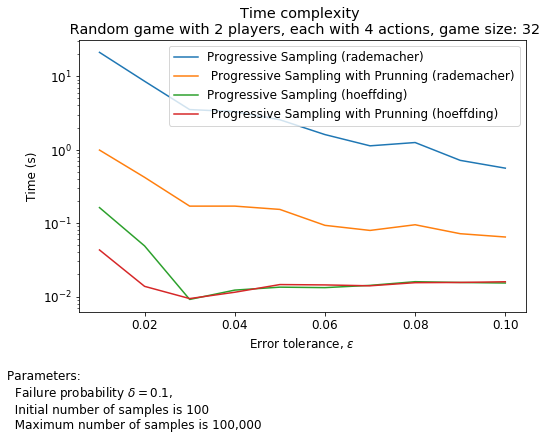 Time complexity
Random game with 2 players, each with 4 actions, game size: 32
Progressive Sampling (rademacher)
Progressive Sampling with Prunning (rademacher)
Progressive Sampling (hoeffding)
Progressive Sampling with Prunning (hoeffding)
Time (s)
10¹
10⁰
10⁻¹
10⁻²
0.02 0.04 0.06 0.08 0.10
Error tolerance, ε
Parameters:
Failure probability δ = 0.1,
Initial number of samples is 100
Maximum number of samples is 100,000